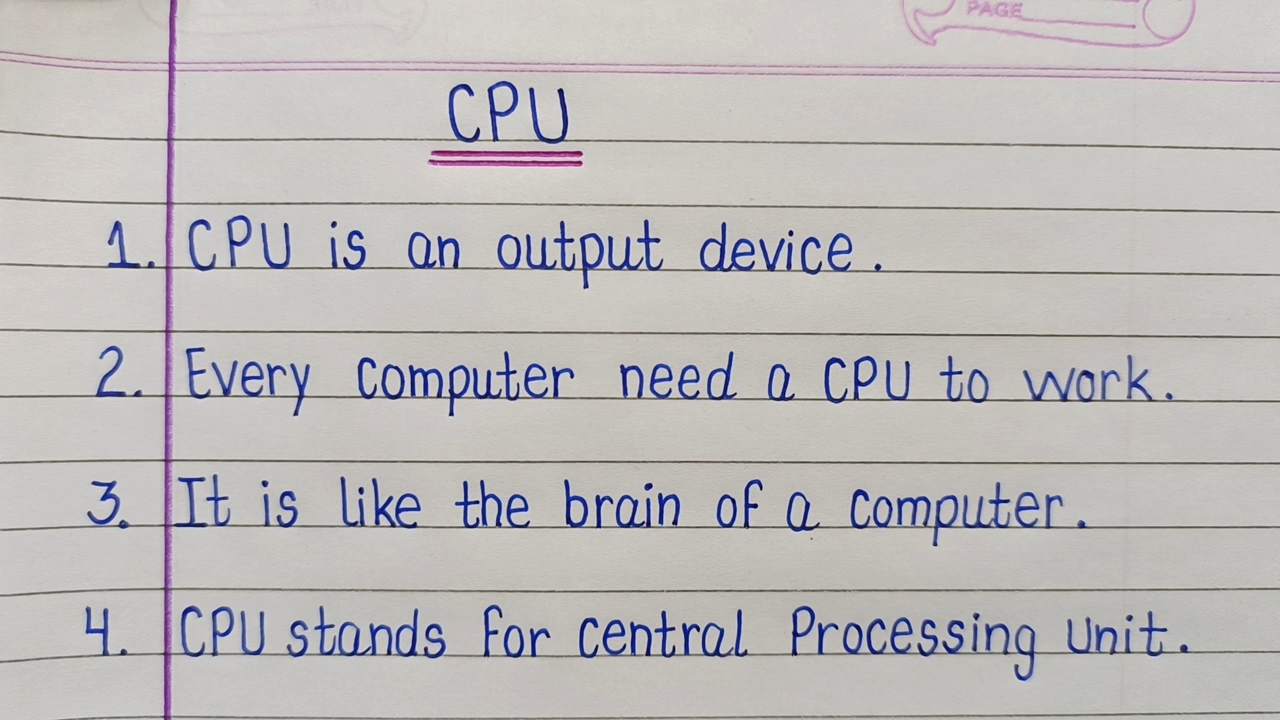 PAGE
CPU
1. CPU is an output device.
2. Every computer need a CPU to work.
3. It is like the brain of a computer.
4. CPU stands for central Processing Unit.